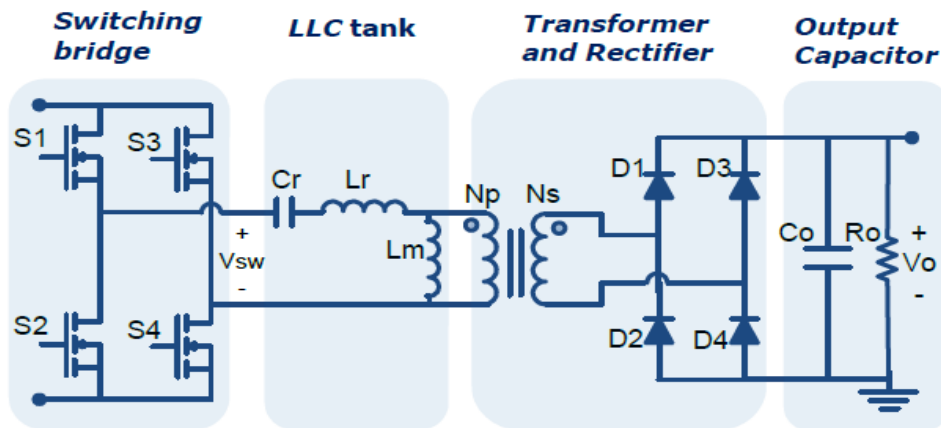 Switching bridge
LLC tank
Transformer and Rectifier
Output Capacitor
S1
S3
Cr
Lr
Np
Ns
D1
D3
+
Vsw
-
Lm
Co
Ro
+
Vo
-
S2
S4
D2
D4